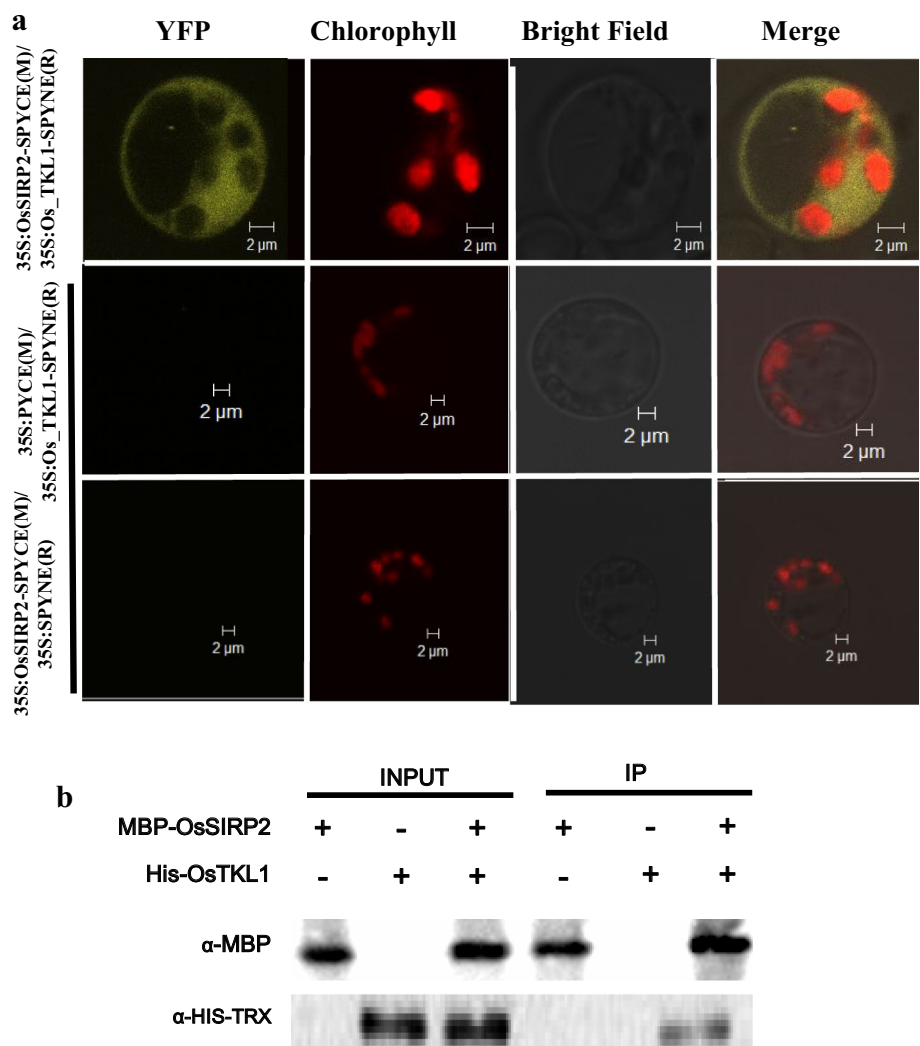 a
YFP
Chlorophyll
Bright Field
Merge
35S:OsSIRP2-SPYCE(M)/
35S:Os_TKL1-SPYNE(R)
2 µm
2 µm
2 µm
2 µm
35S:PYCE(M)/
35S:Os_TKL1-SPYNE(R)
2 µm
2 µm
2 µm
2 µm
35S:OsSIRP2-SPYCE(M)/
35S:SPYNE(R)
2 µm
2 µm
2 µm
2 µm
b
INPUT
IP
MBP-OsSIRP2 + - + + - +
His-OsTKL1 - + + - + +
α-MBP
α-HIS-TRX